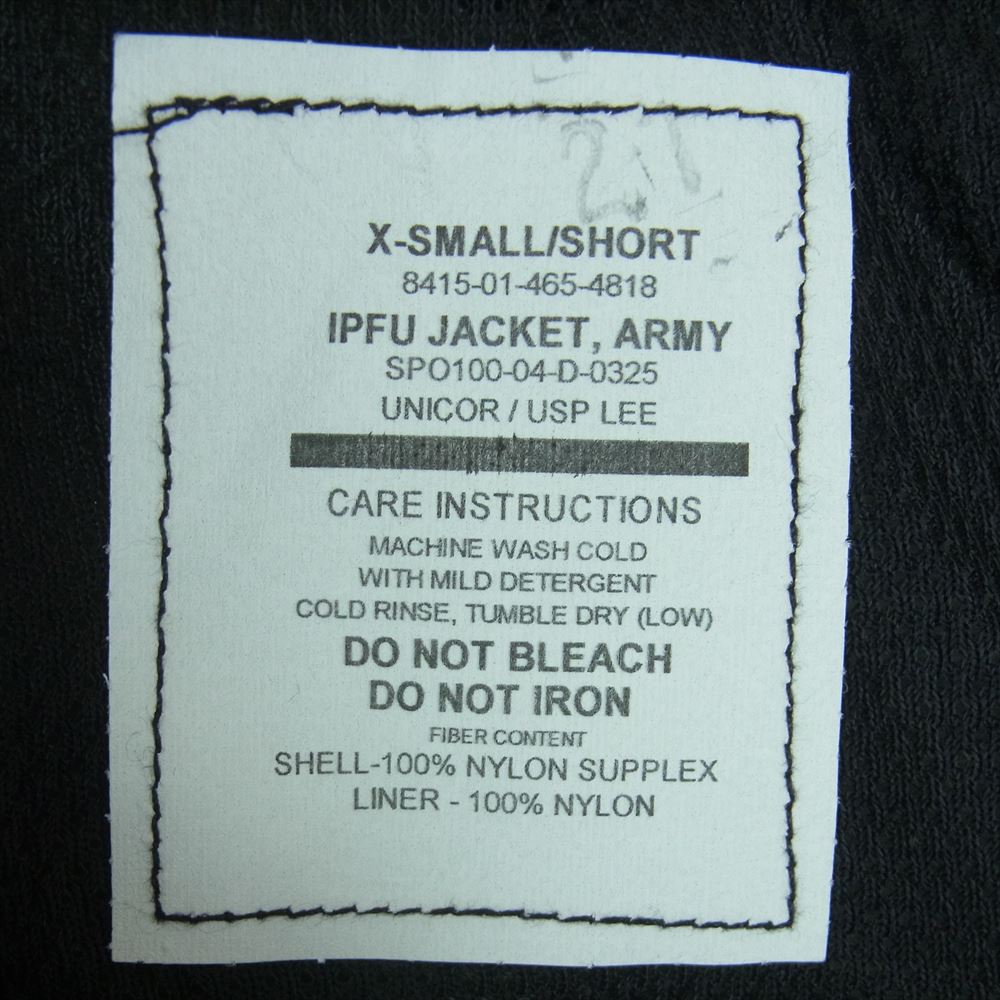 X-SMALL/SHORT
8415-01-465-4818
IPFU JACKET, ARMY
SPO100-04-D-0325
UNICOR / USP LEE
CARE INSTRUCTIONS
MACHINE WASH COLD
WITH MILD DETERGENT
COLD RINSE, TUMBLE DRY (LOW)
DO NOT BLEACH
DO NOT IRON
FIBER CONTENT
SHELL-100% NYLON SUPPLEX
LINER - 100% NYLON